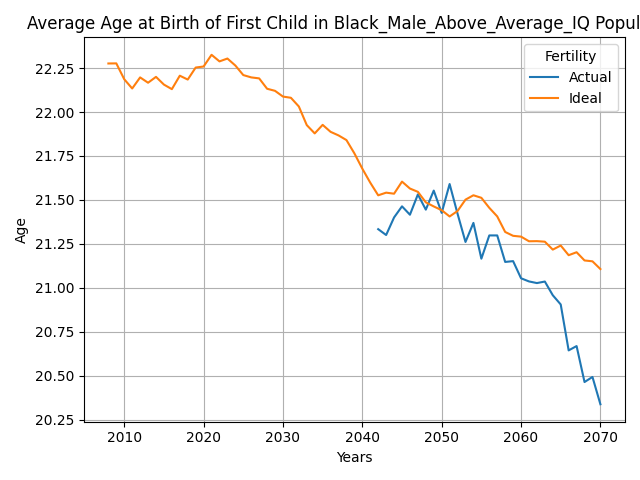 Average Age at Birth of First Child in Black_Male_Above_Average_IQ Popul
Fertility
Actual
Ideal
22.25
22.00
21.75
21.50
21.25
21.00
20.75
20.50
20.25
Age
2010 2020 2030 2040 2050 2060 2070
Years